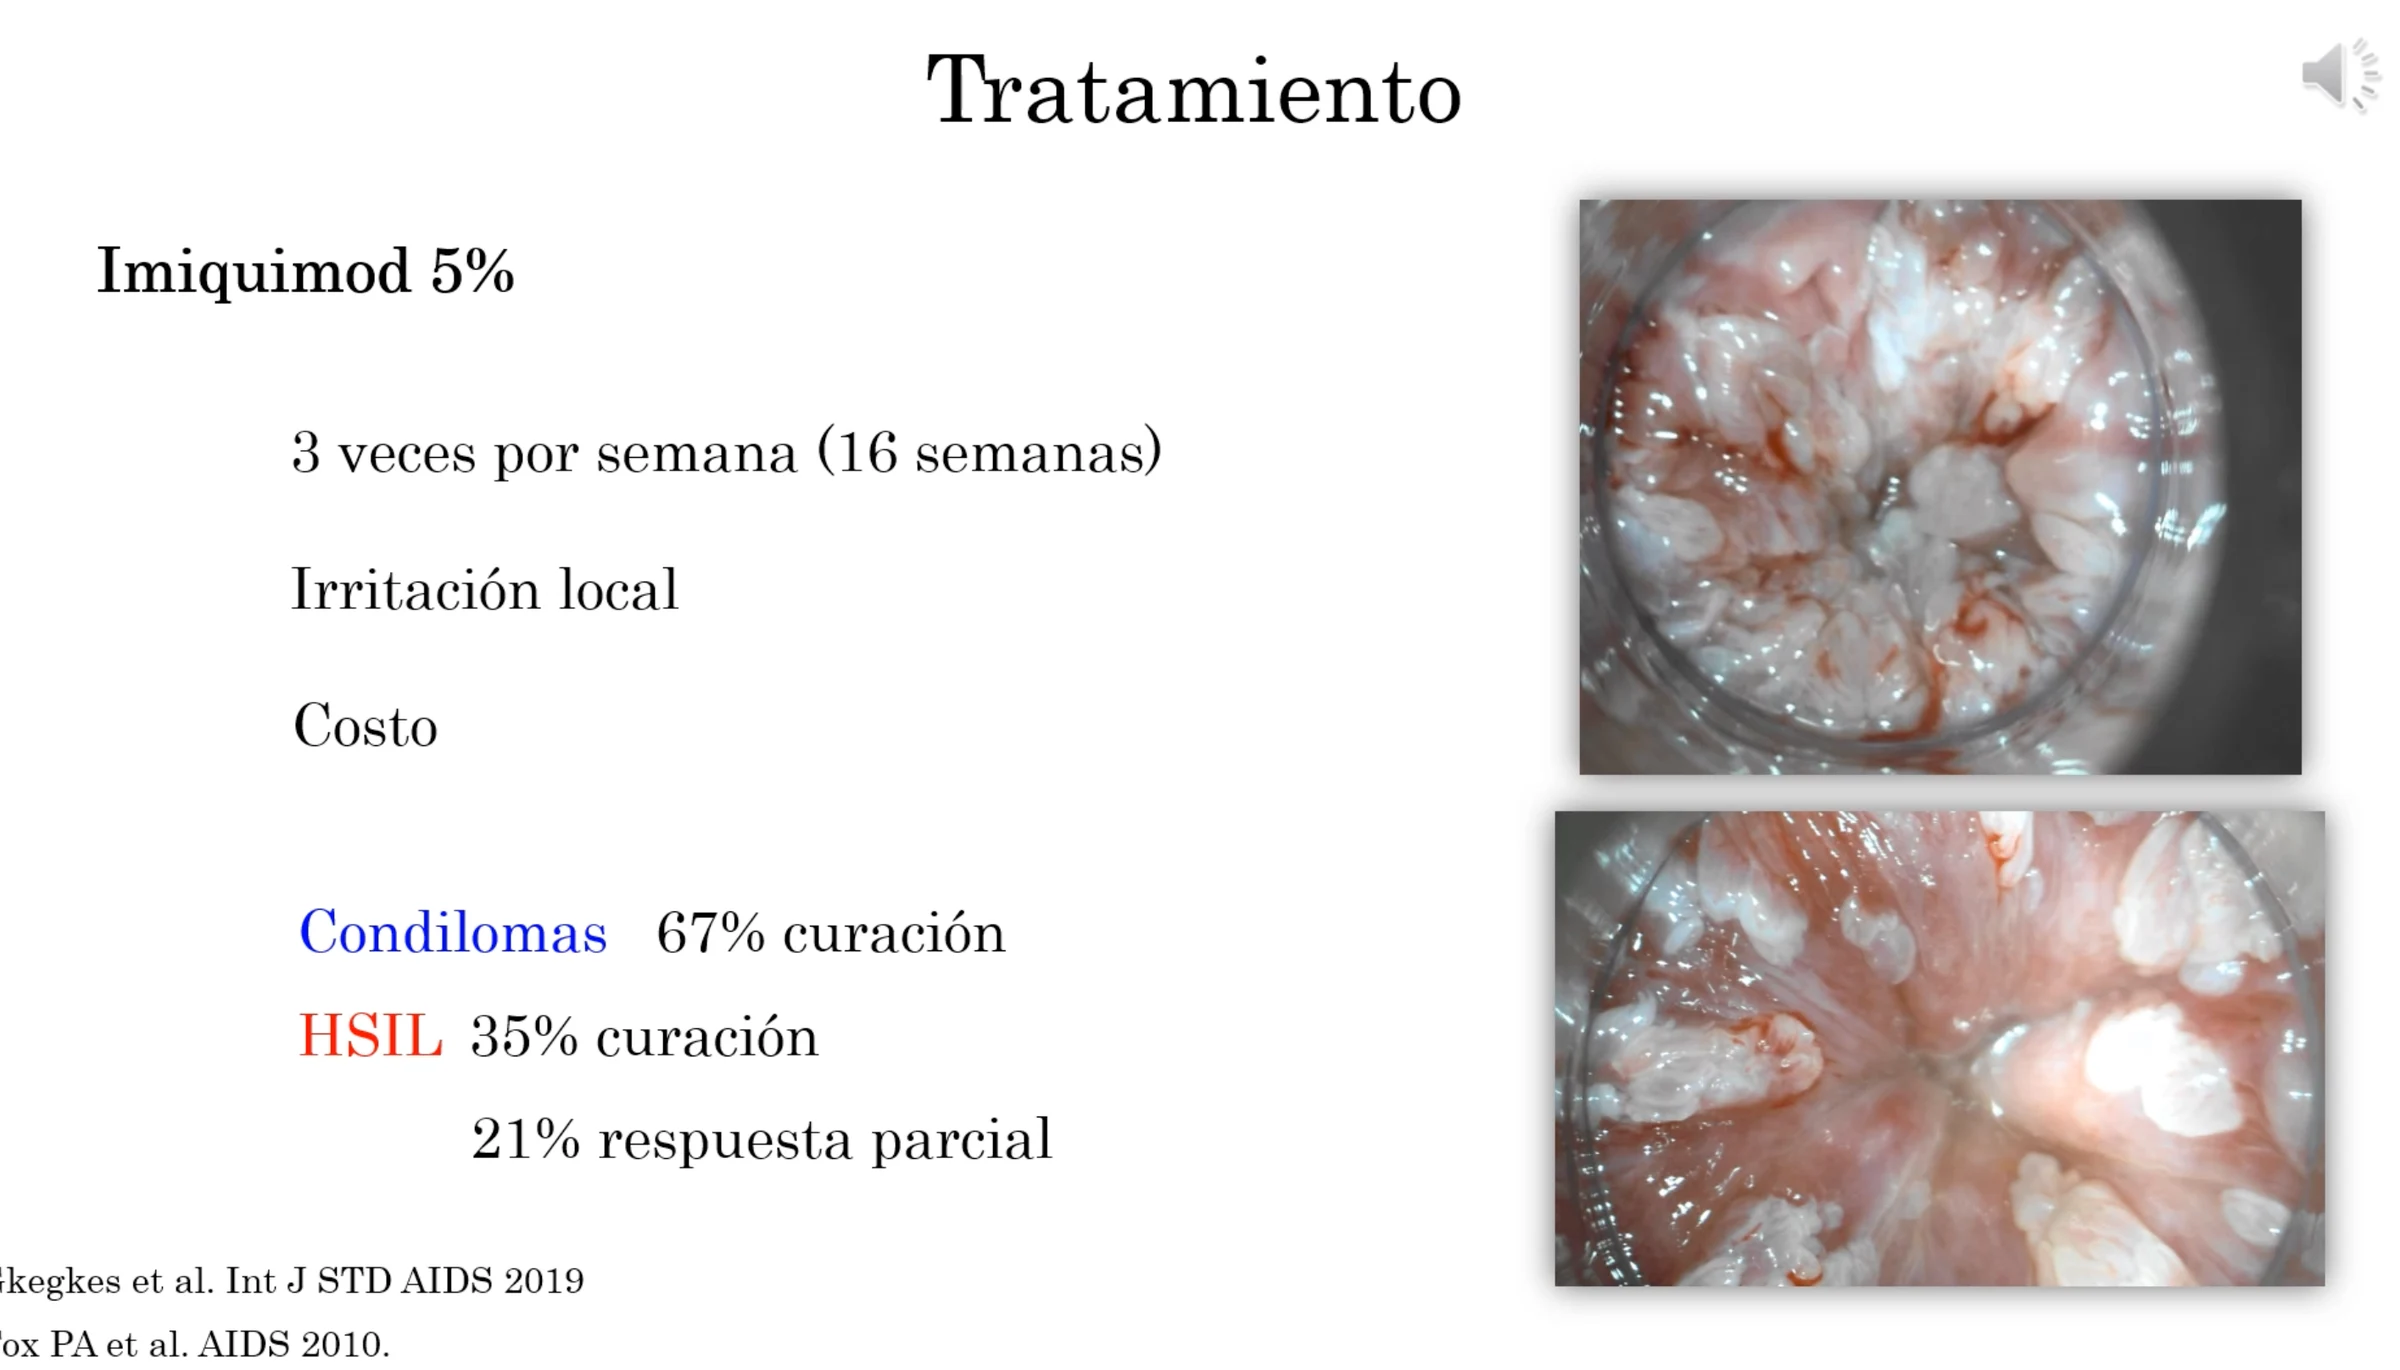 Tratamiento
Imiquimod 5%
3 veces por semana (16 semanas)
Irritación local
Costo
Condilomas 67% curación
HSIL 35% curación
21% respuesta parcial
et al. Int J STD AIDS 2019
PA et al. AIDS 2010.